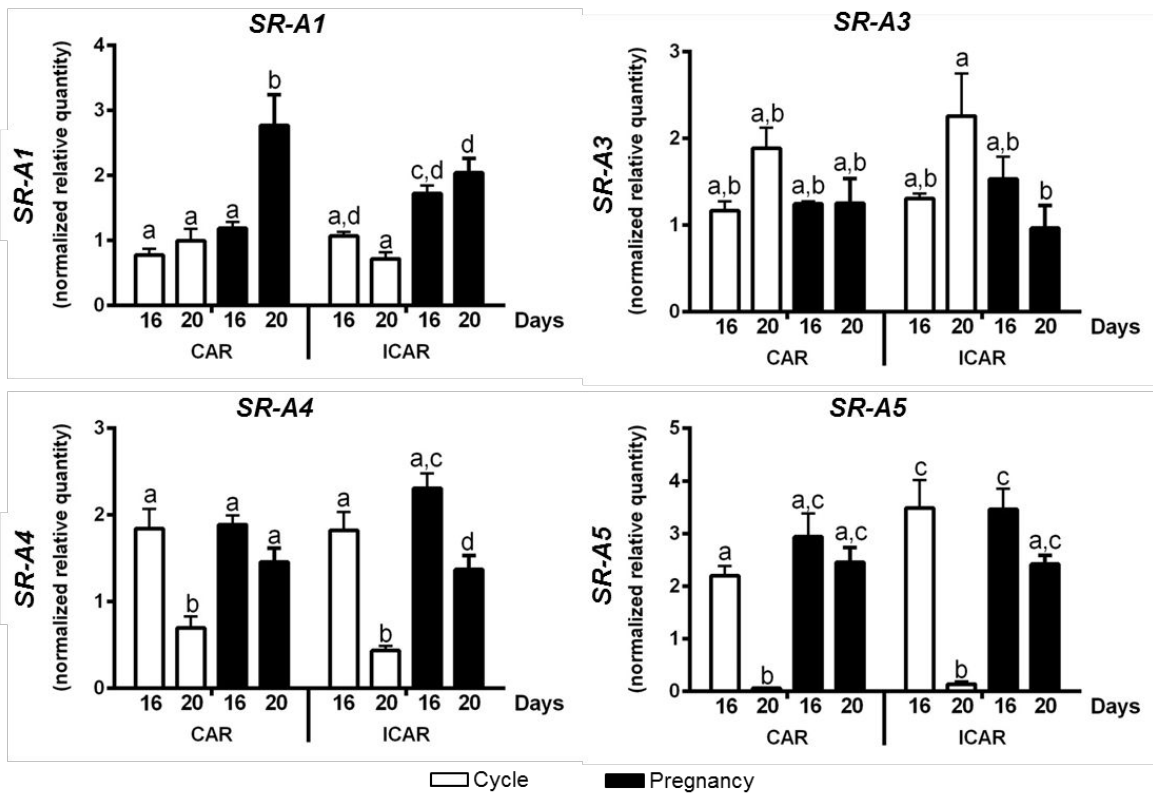 SR-A1
SR-A1
(normalized relative quantity)
4
3
2
1
0
a a a b a,d a c,d d
16 20 16 20 16 20 16 20 Days
CAR ICAR
SR-A3
SR-A3
(normalized relative quantity)
3
2
1
0
a,b a,b a,b a,b a,b a a,b b
16 20 16 20 16 20 16 20 Days
CAR ICAR
SR-A4
SR-A4
(normalized relative quantity)
3
2
1
0
a b a a a b a,c d
16 20 16 20 16 20 16 20 Days
CAR ICAR
SR-A5
SR-A5
(normalized relative quantity)
5
4
3
2
1
0
a b a,c a,c c b c a,c
16 20 16 20 16 20 16 20 Days
CAR ICAR
Cycle Pregnancy